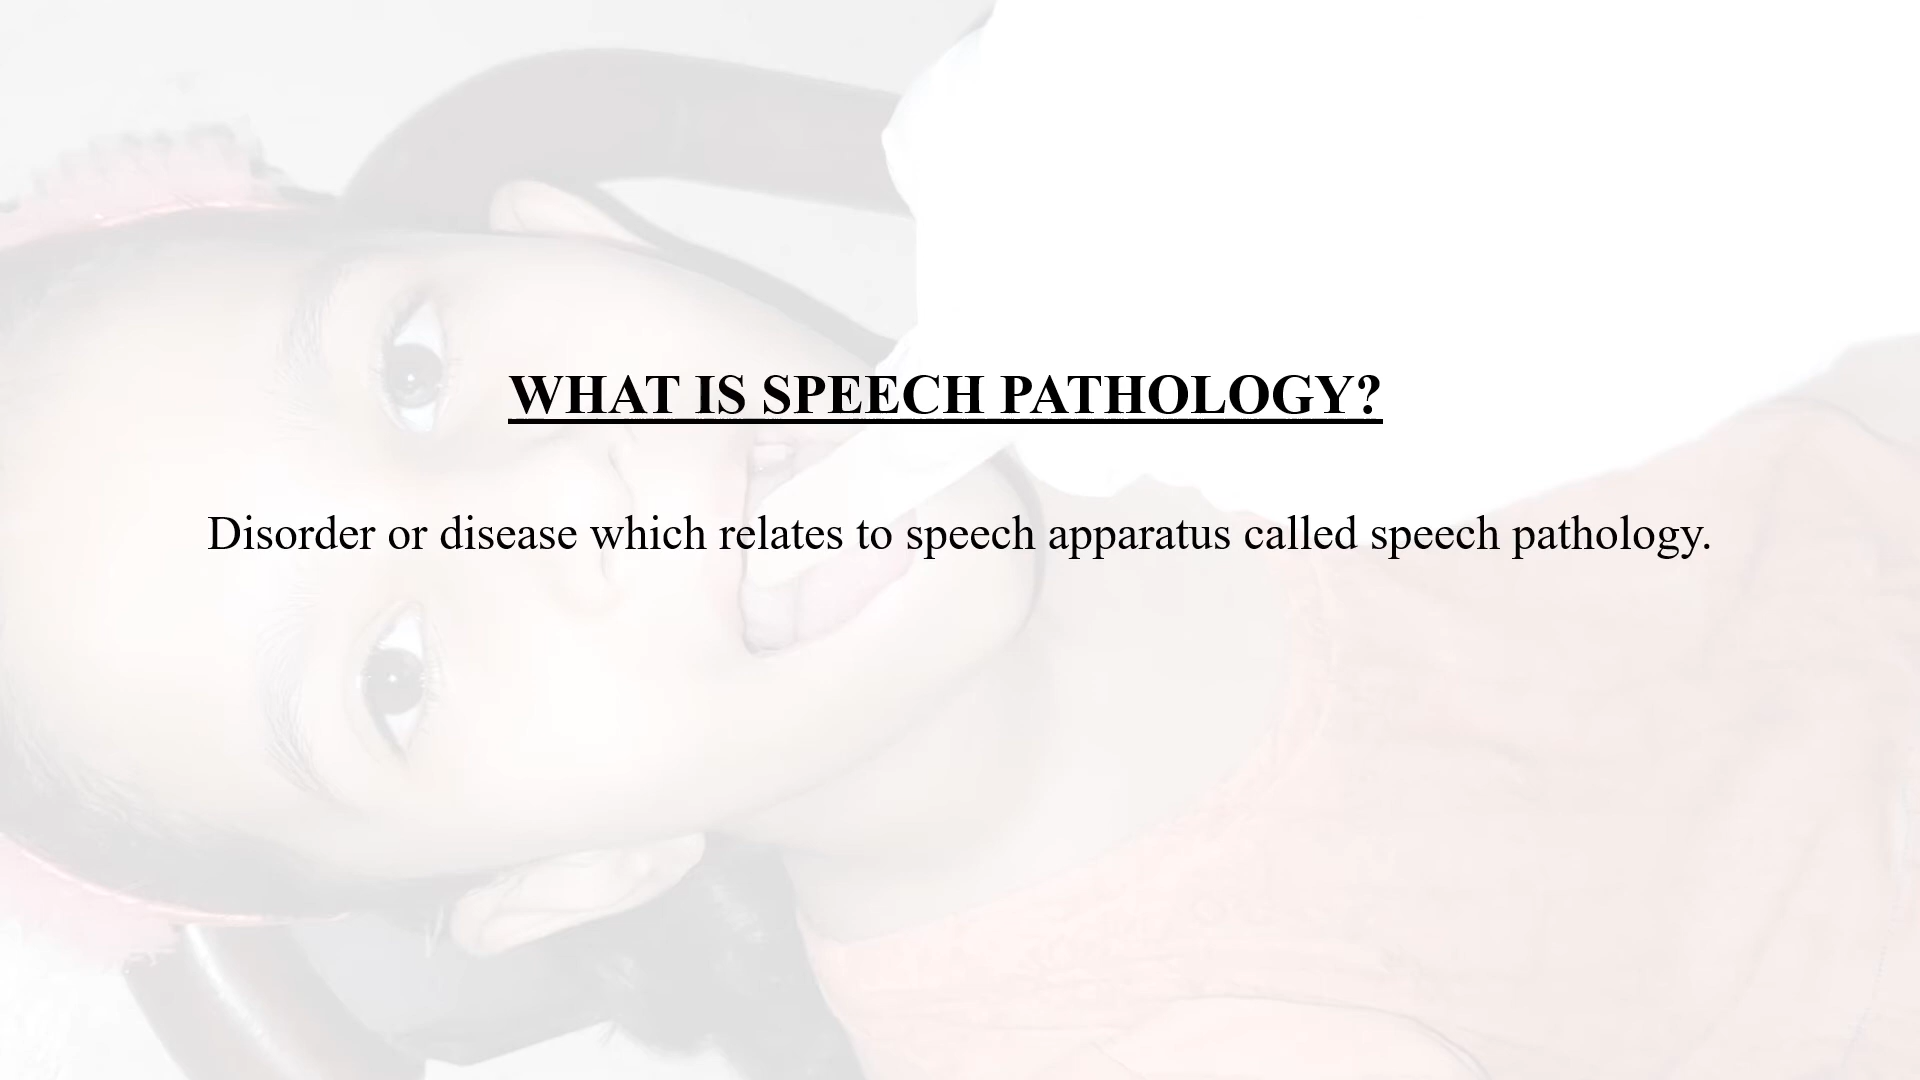 WHAT IS SPEECH PATHOLOGY?
Disorder or disease which relates to speech apparatus called speech pathology.